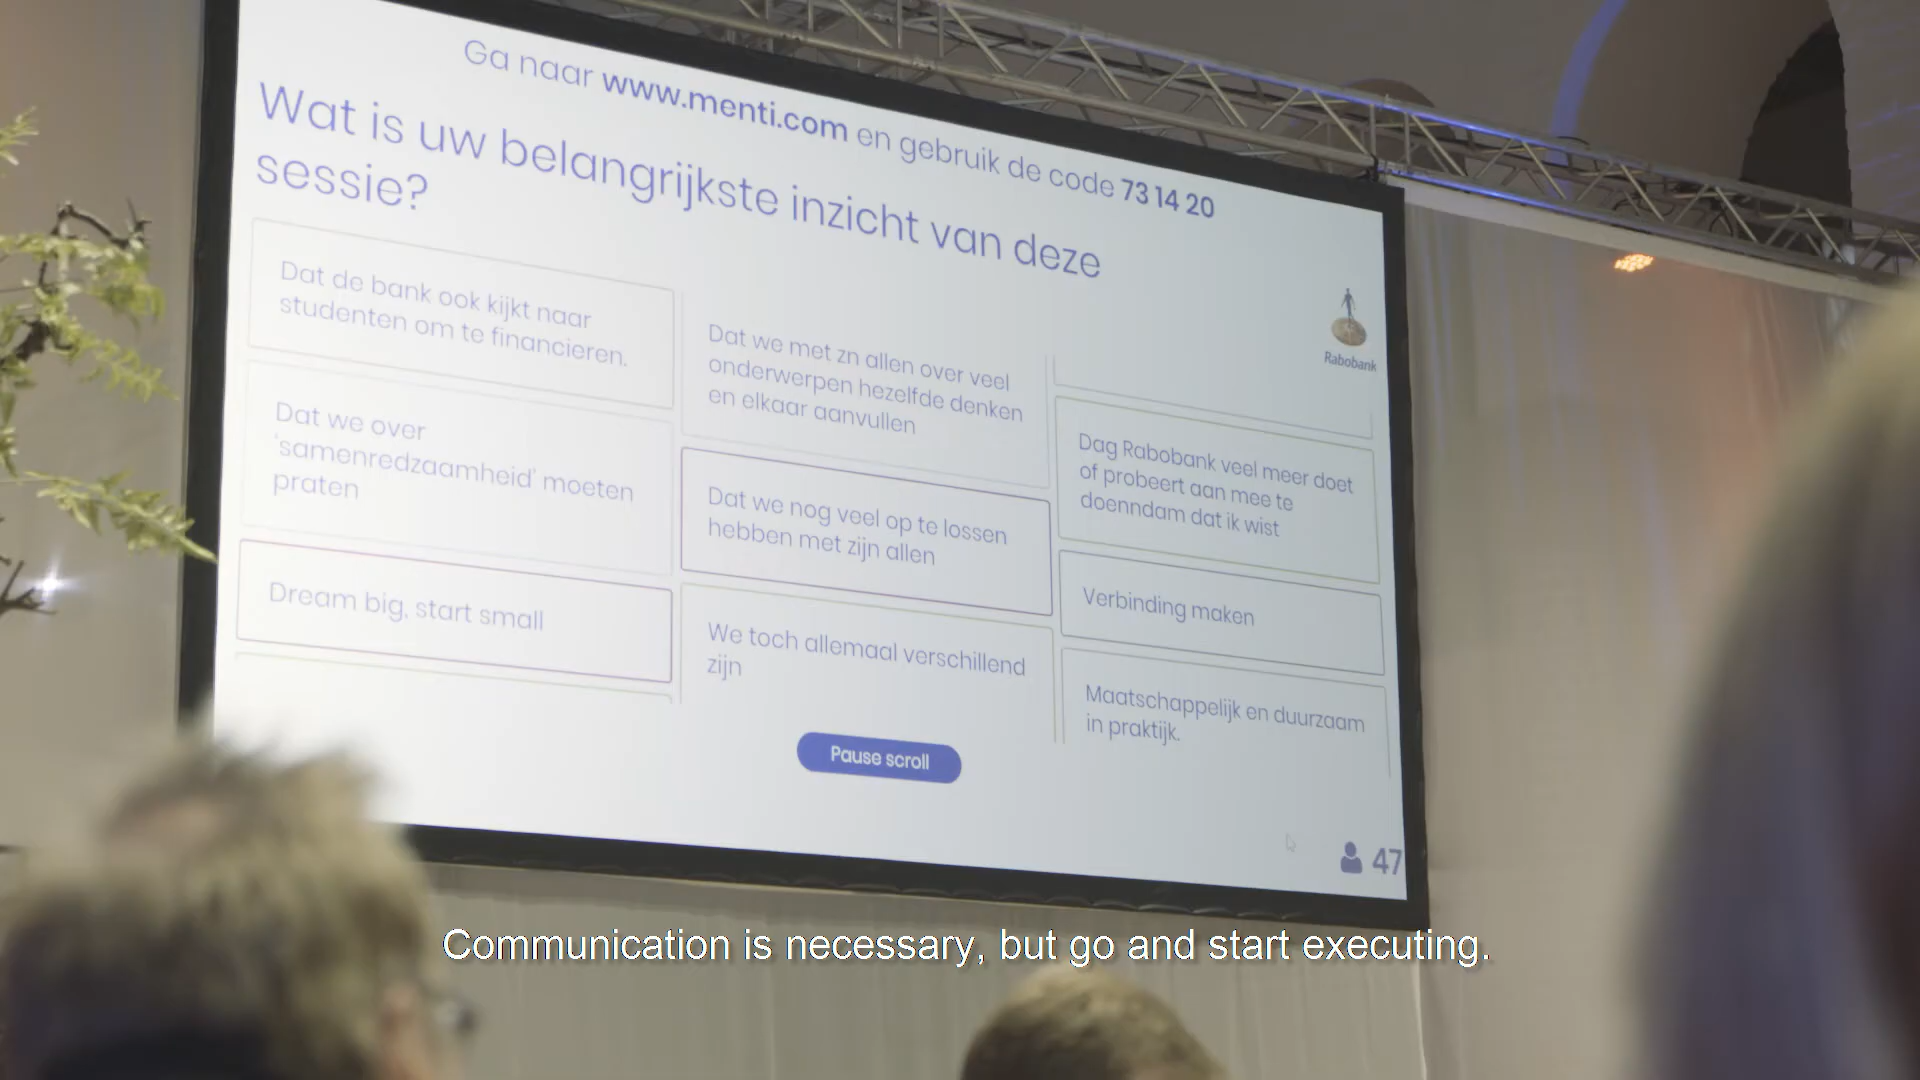 Ga naar www.menti.com en gebruik de code 73 14 20
Wat is uw belangrijkste inzicht van deze
sessie?
Dat de bank ook kijkt naar
studenten om te financieren.
Dat we over
'samenredzaamheid' moeten
praten
Dream big, start small
Dat we met zn allen over veel
onderwerpen hezelfde denken
en elkaar aanvullen
Dat we nog veel op te lossen
hebben met zijn allen
We toch allemaal verschillend
zijn
Rabobank
Dag Rabobank veel meer doet
of probeert aan mee te
doenndam dat ik wist
Verbinding maken
Maatschappelijk en duurzaam
in praktijk.
Pause scroll
47
Communication is necessary, but go and start executing.